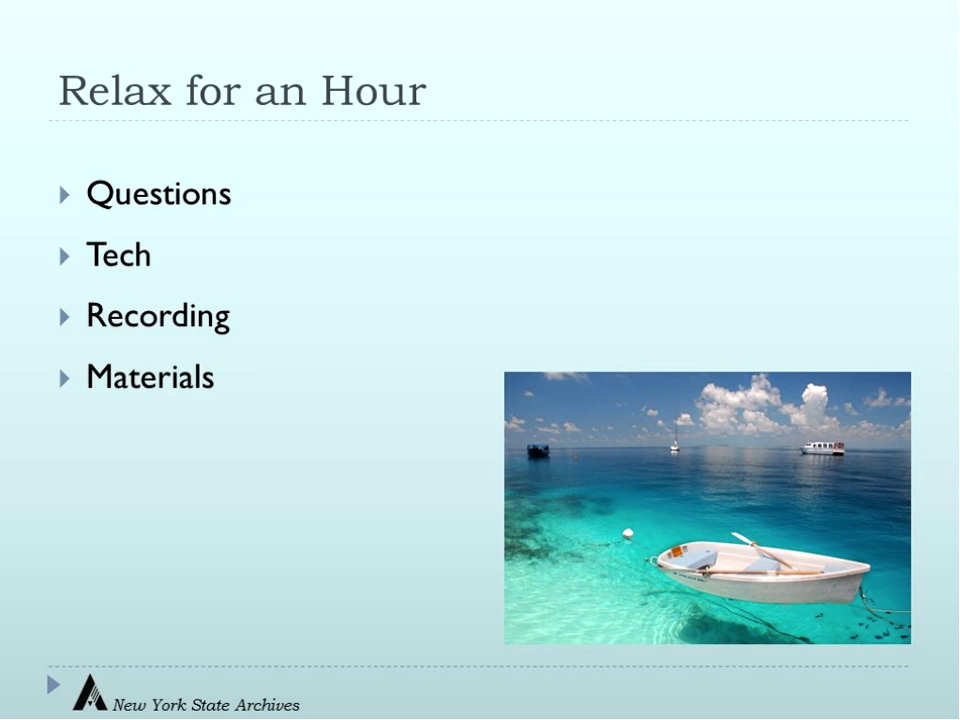 Relax for an Hour
Questions
Tech
Recording
Materials
New York State Archives